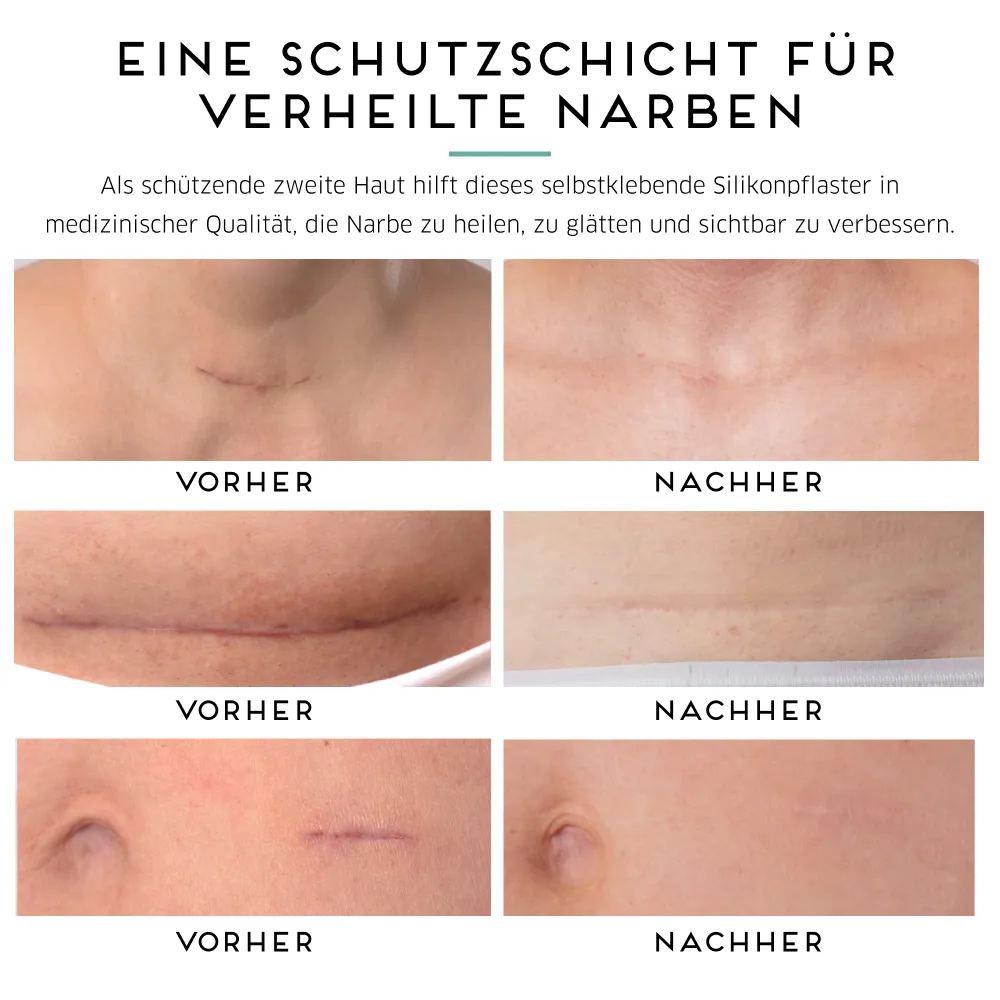 EINE SCHUTZSCHICHT FÜR
VERHEILTE NARBEN
Als schützende zweite Haut hilft dieses selbstklebende Silikonpflaster in
medizinischer Qualität, die Narbe zu heilen, zu glätten und sichtbar zu verbessern.
VORHER
NACHHER
VORHER
NACHHER
VORHER
NACHHER